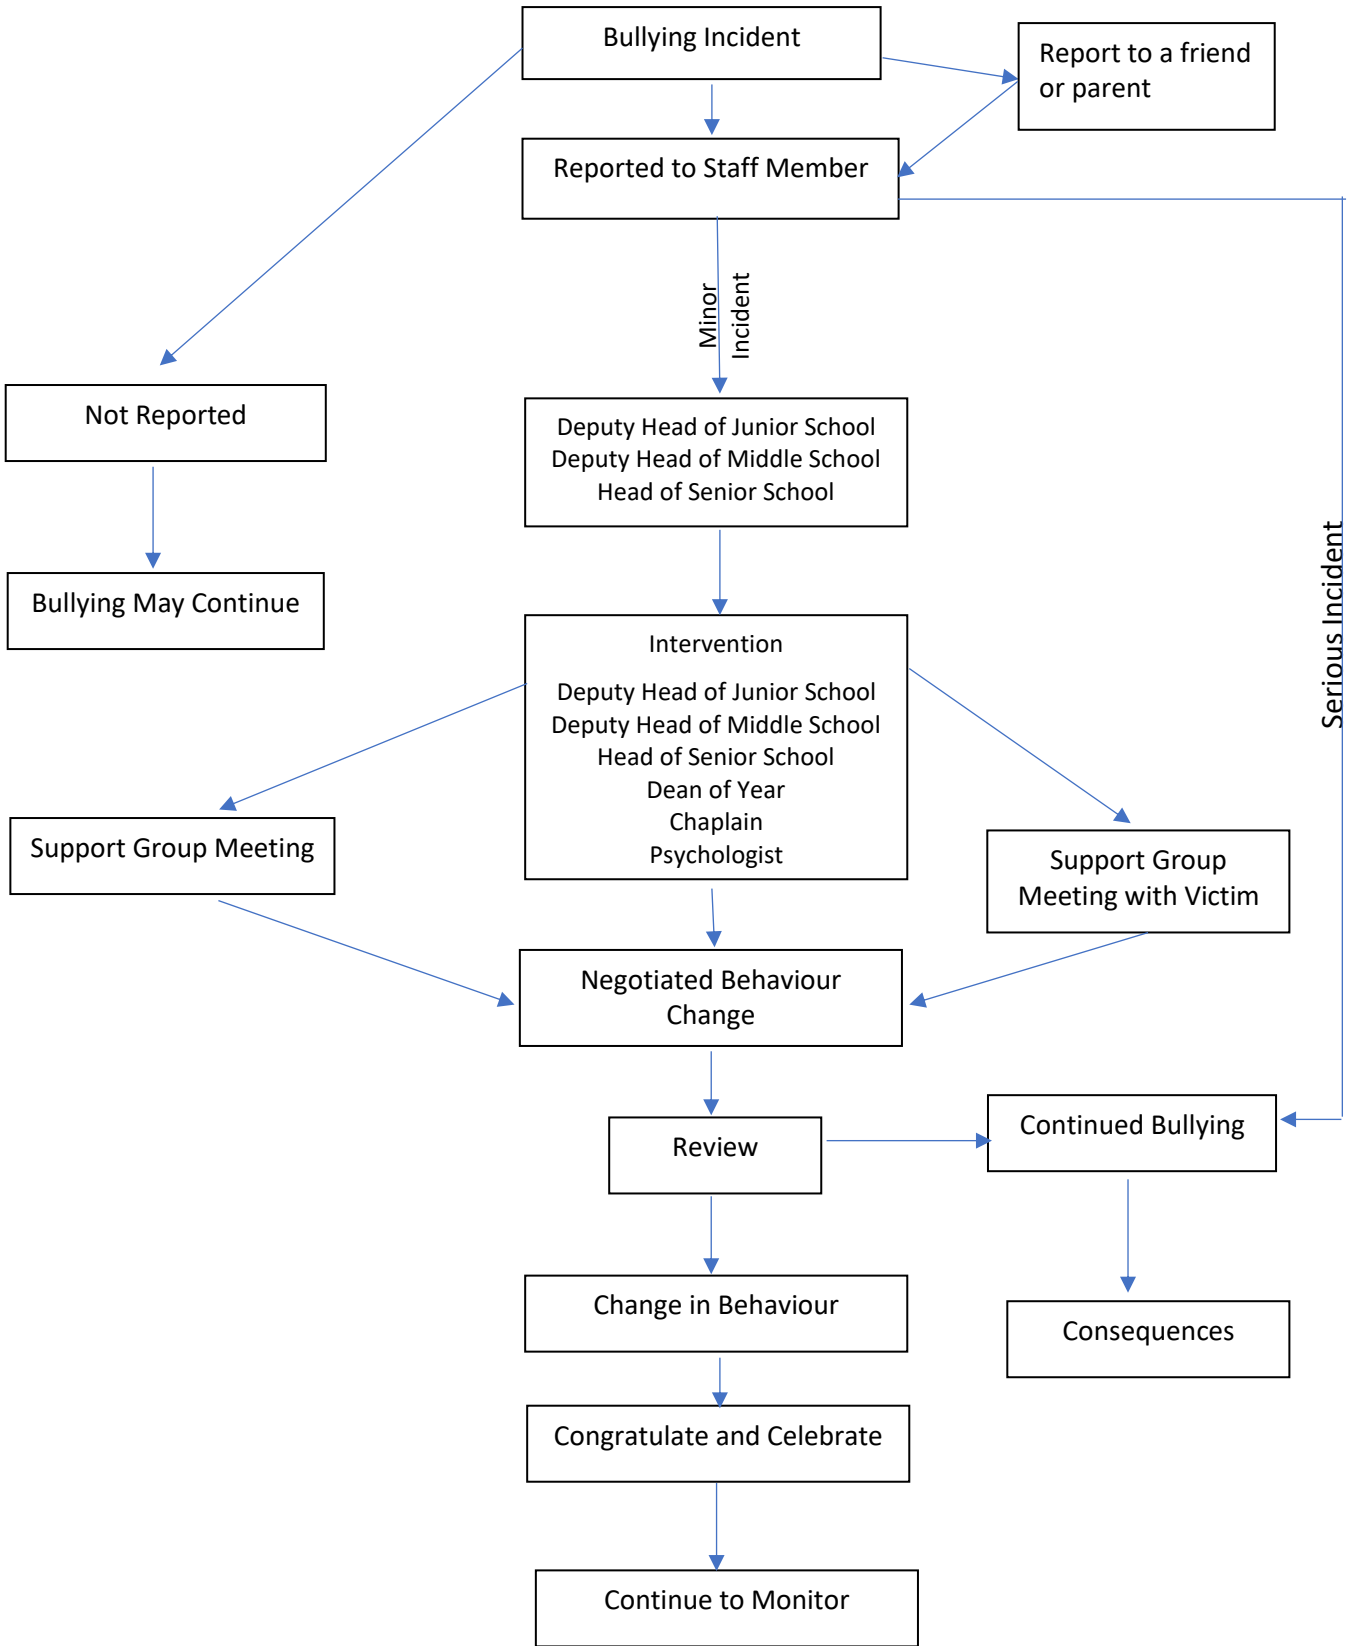 Bullying Incident
Report to a friend
or parent
Reported to Staff Member
Minor
Incident
Not Reported
Deputy Head of Junior School
Deputy Head of Middle School
Head of Senior School
Serious Incident
Bullying May Continue
Intervention
Deputy Head of Junior School
Deputy Head of Middle School
Head of Senior School
Dean of Year
Chaplain
Psychologist
Support Group Meeting
Support Group
Meeting with Victim
Negotiated Behaviour
Change
Review
Continued Bullying
Change in Behaviour
Consequences
Congratulate and Celebrate
Continue to Monitor